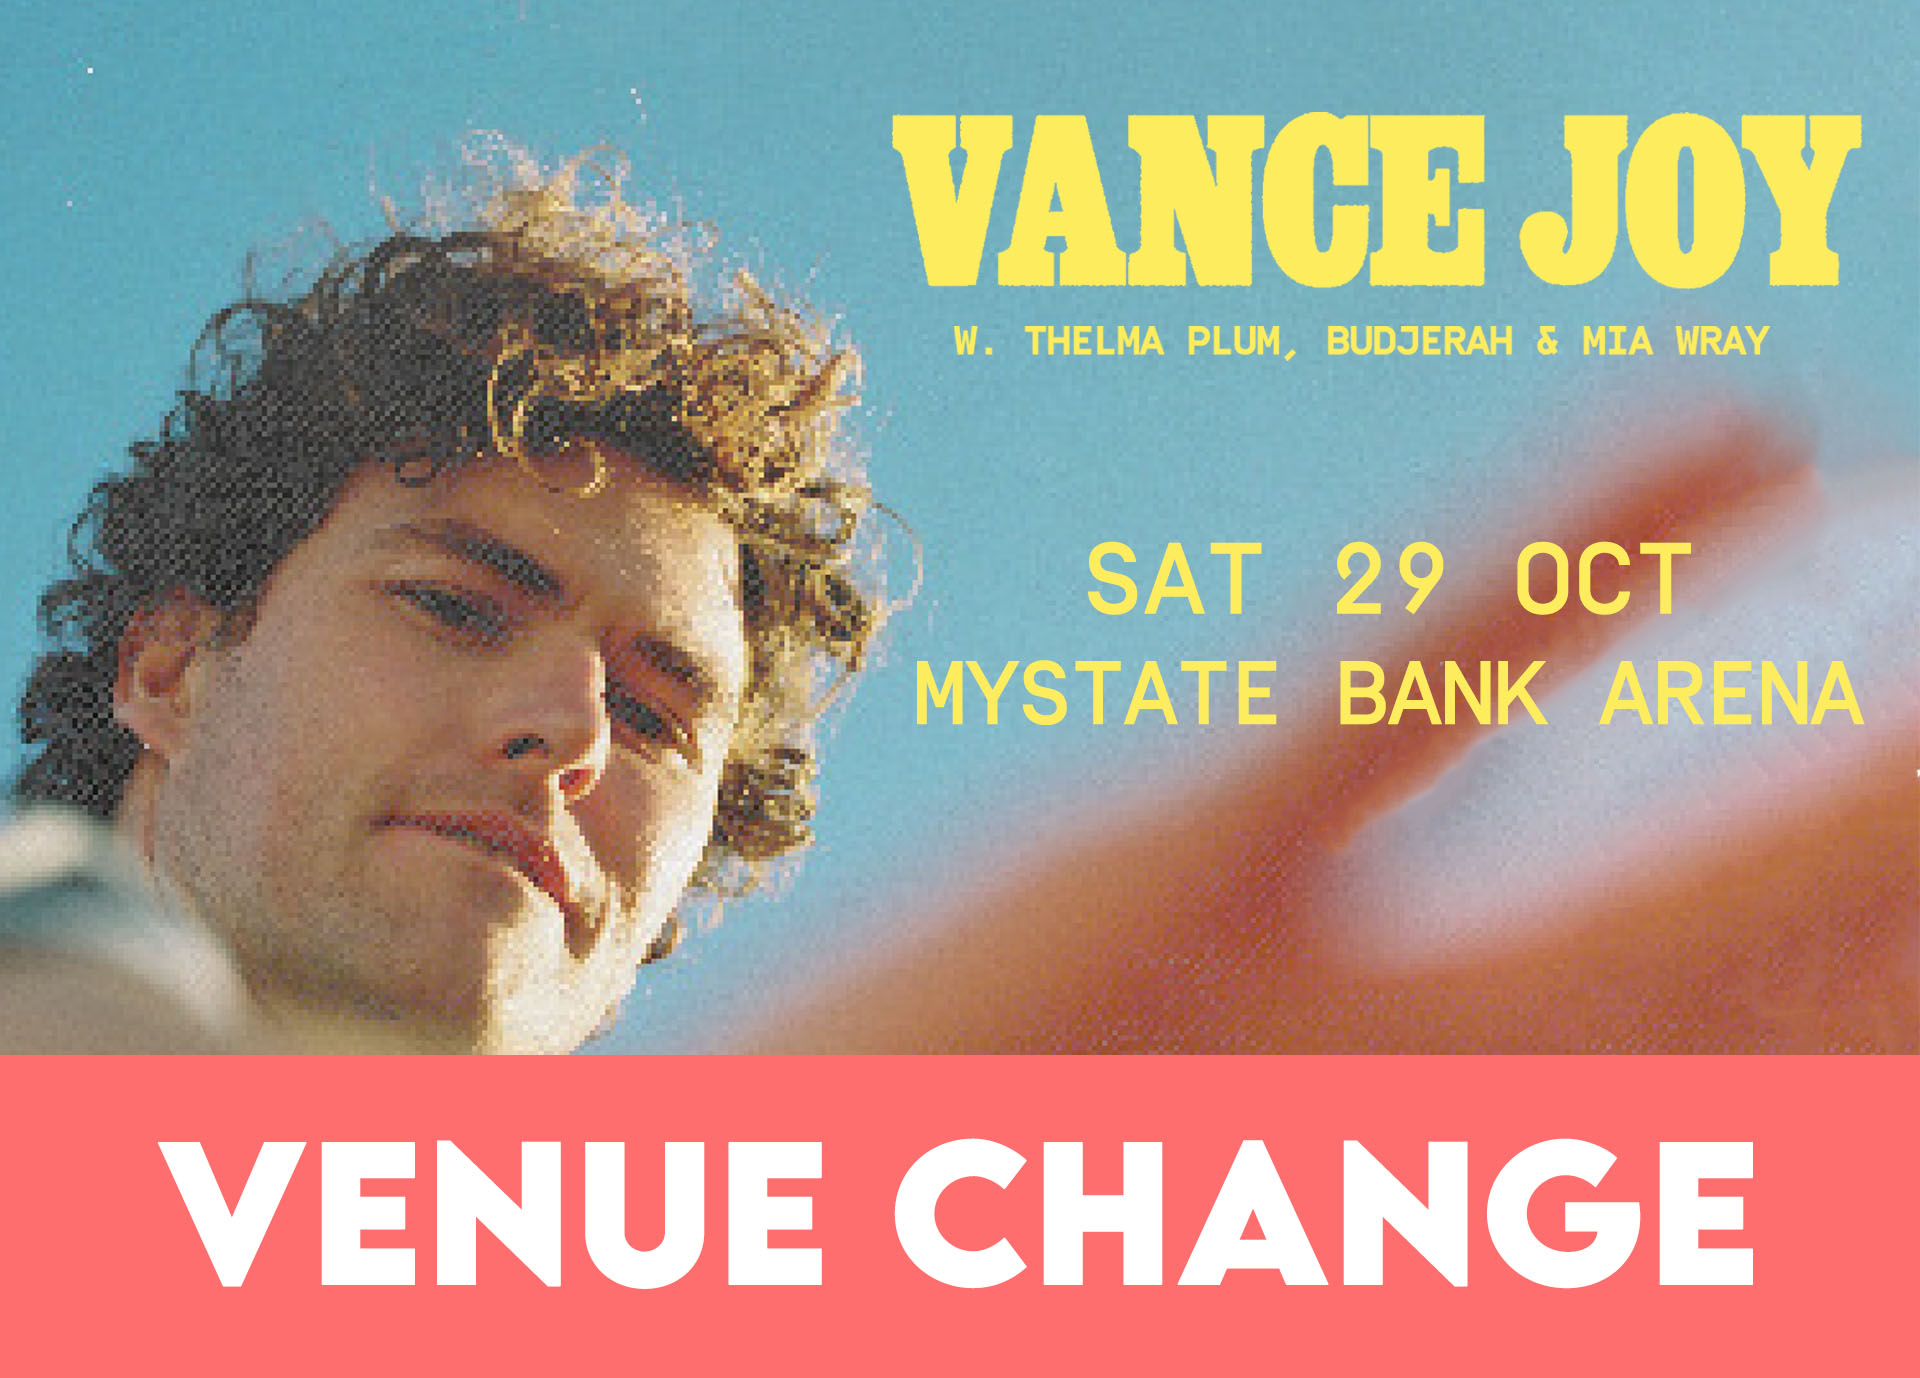 VANCE JOY
W. THELMA PLUM, BUDJERAH & MIA WRAY
SAT 29 OCT
MYSTATE BANK ARENA
VENUE CHANGE